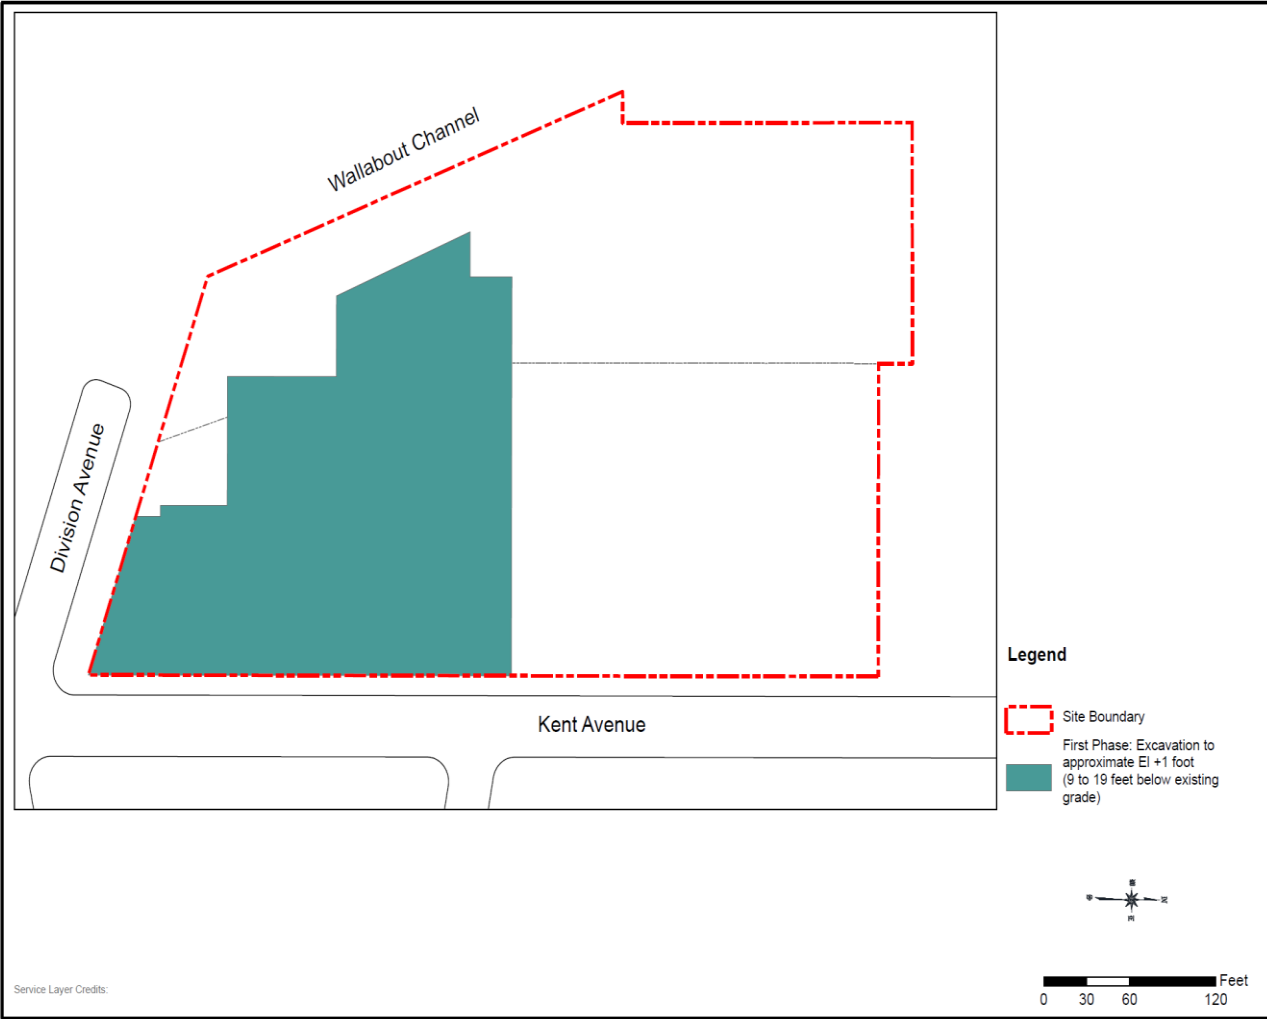 Wallabout Channel
Division Avenue
Kent Avenue
Legend
Site Boundary
First Phase: Excavation to
approximate El +1 foot
(9 to 19 feet below existing
grade)
E
N
Feet
0 30 60 120
Service Layer Credits: